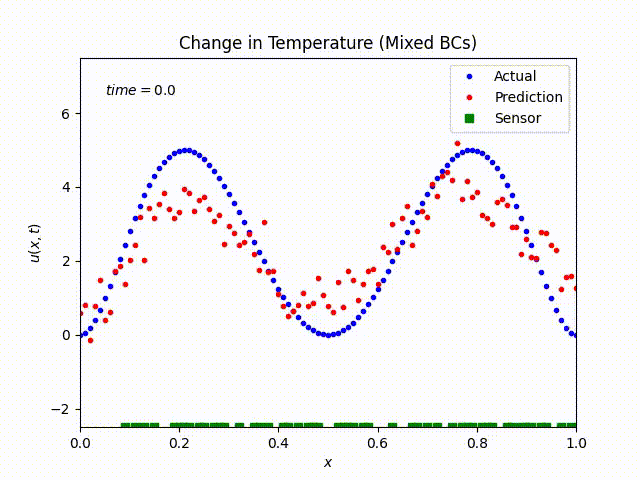 Change in Temperature (Mixed BCs)
time = 0.0
Actual
Prediction
Sensor
6
4
2
0
−2
u(x, t)
0.0 0.2 0.4 0.6 0.8 1.0
x